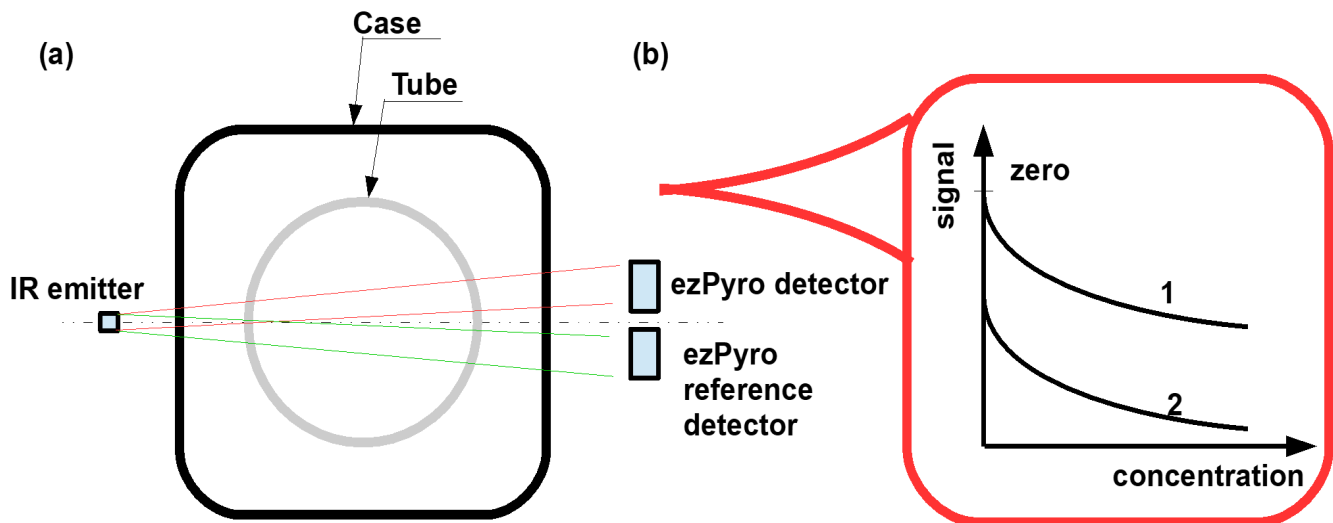 (a)
Case
Tube
IR emitter
ezPyro detector
ezPyro
reference
detector
(b)
signal
zero
1
2
concentration